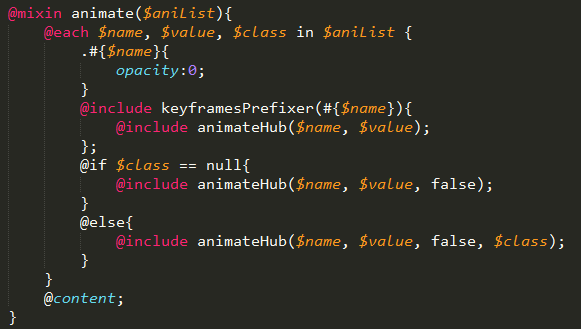 @mixin animate($aniList){
    @each $name, $value, $class in $aniList {
        .#{$name}{
            opacity:0;
        }
        @include keyframesPrefixer(#{$name}){
            @include animateHub($name, $value);
        };
        @if $class == null{
            @include animateHub($name, $value, false);
        }
        @else{
            @include animateHub($name, $value, false, $class);
        }
    }
    @content;
}